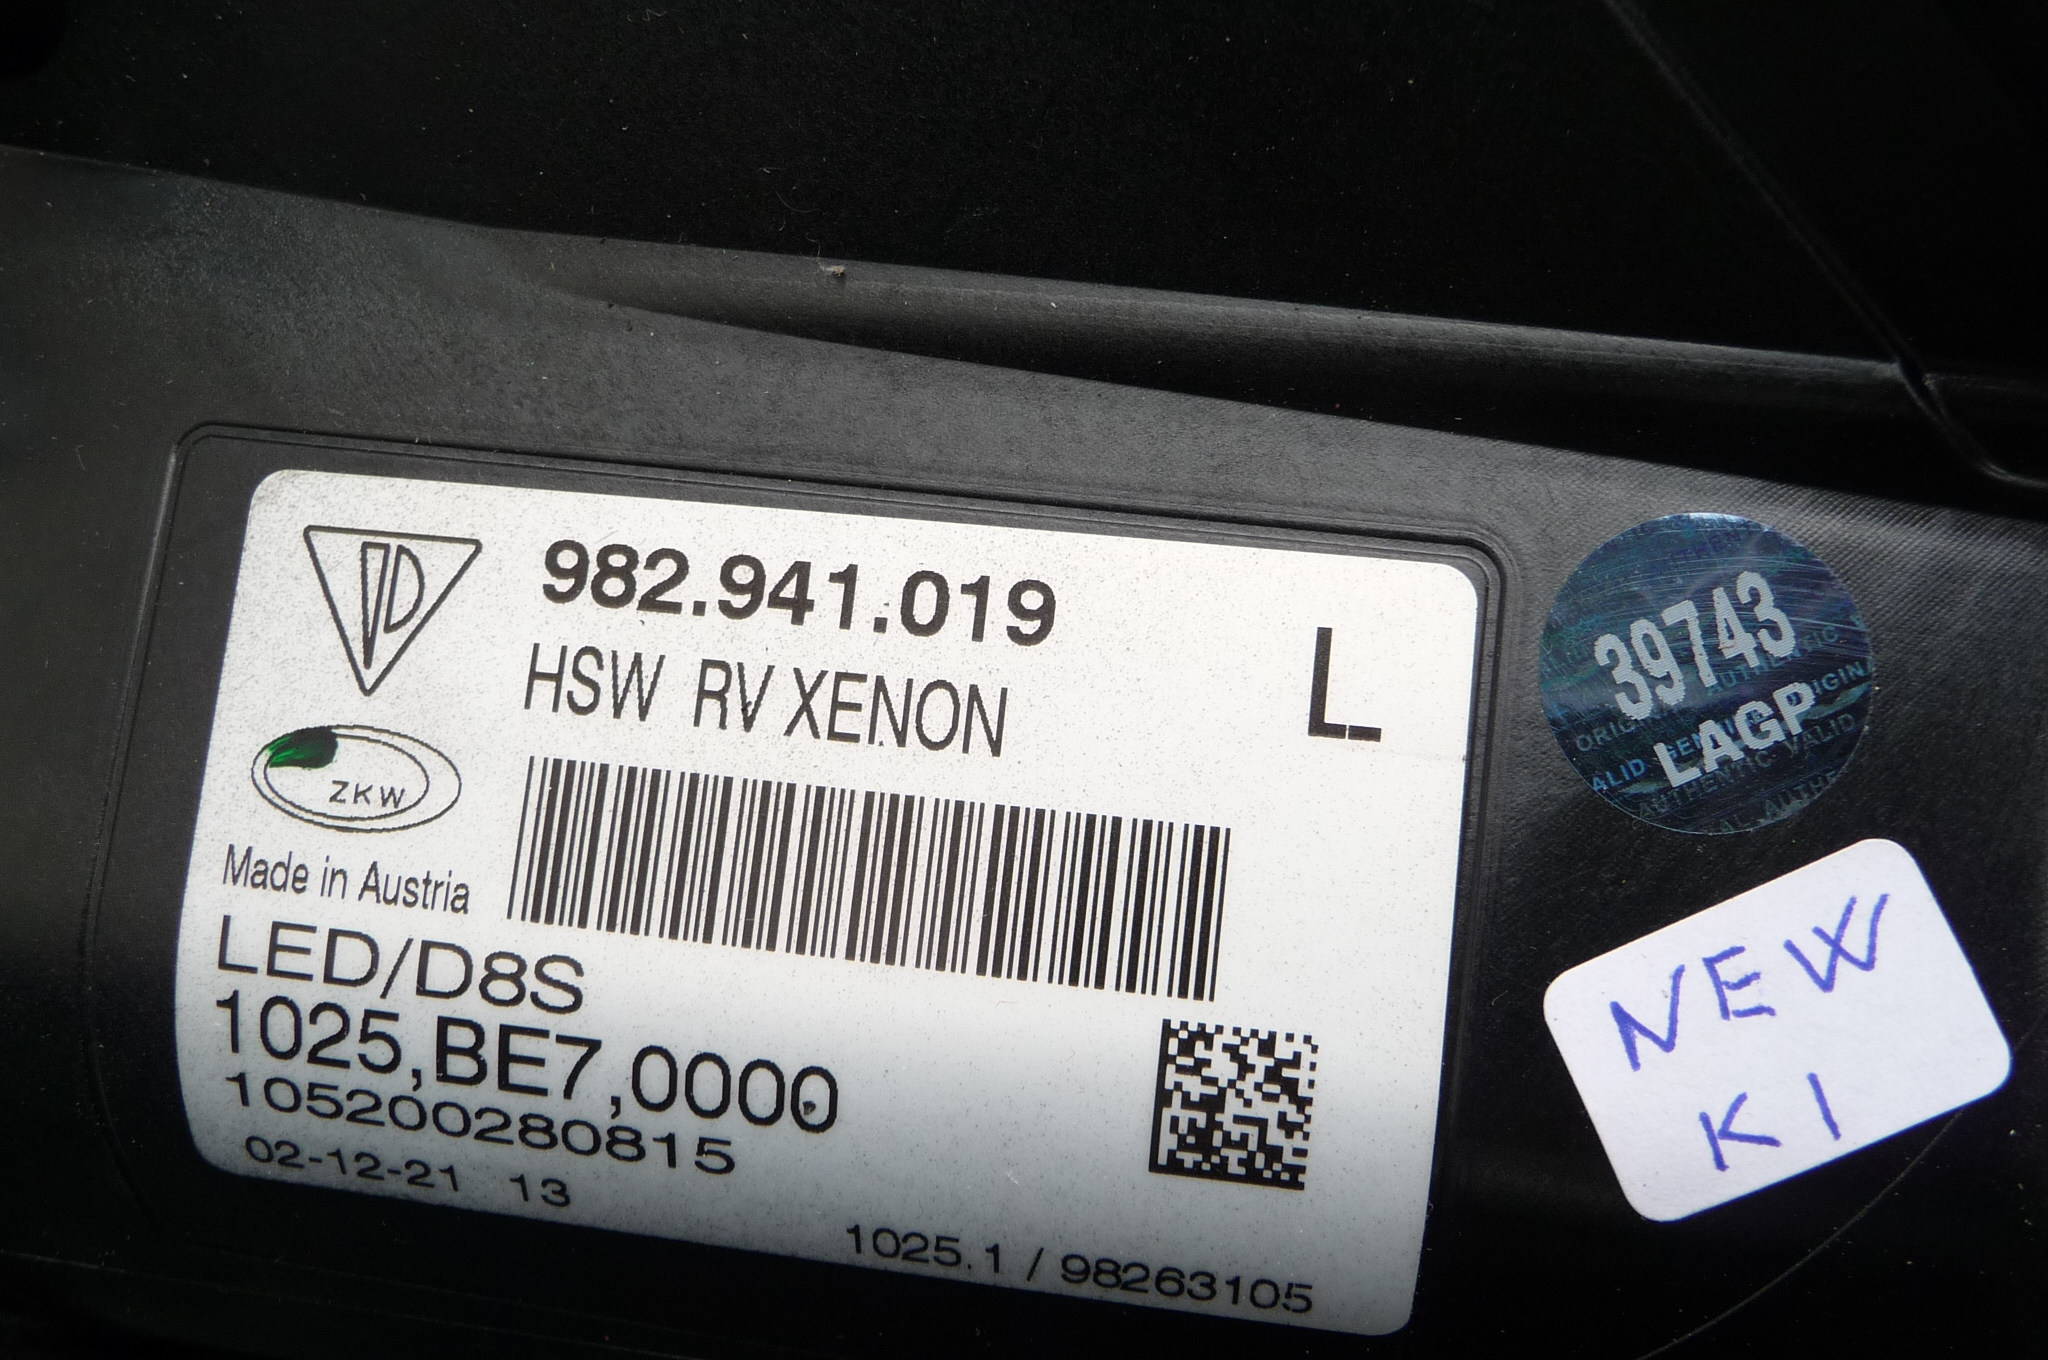 982.941.019
HSW RV XENON
L
ZKW
Made in Austria
LED/D8S
1025,BE7,0000
105200280815
02-12-21 13
1025.1 / 98263105
39743
LAGP
NEW
K1